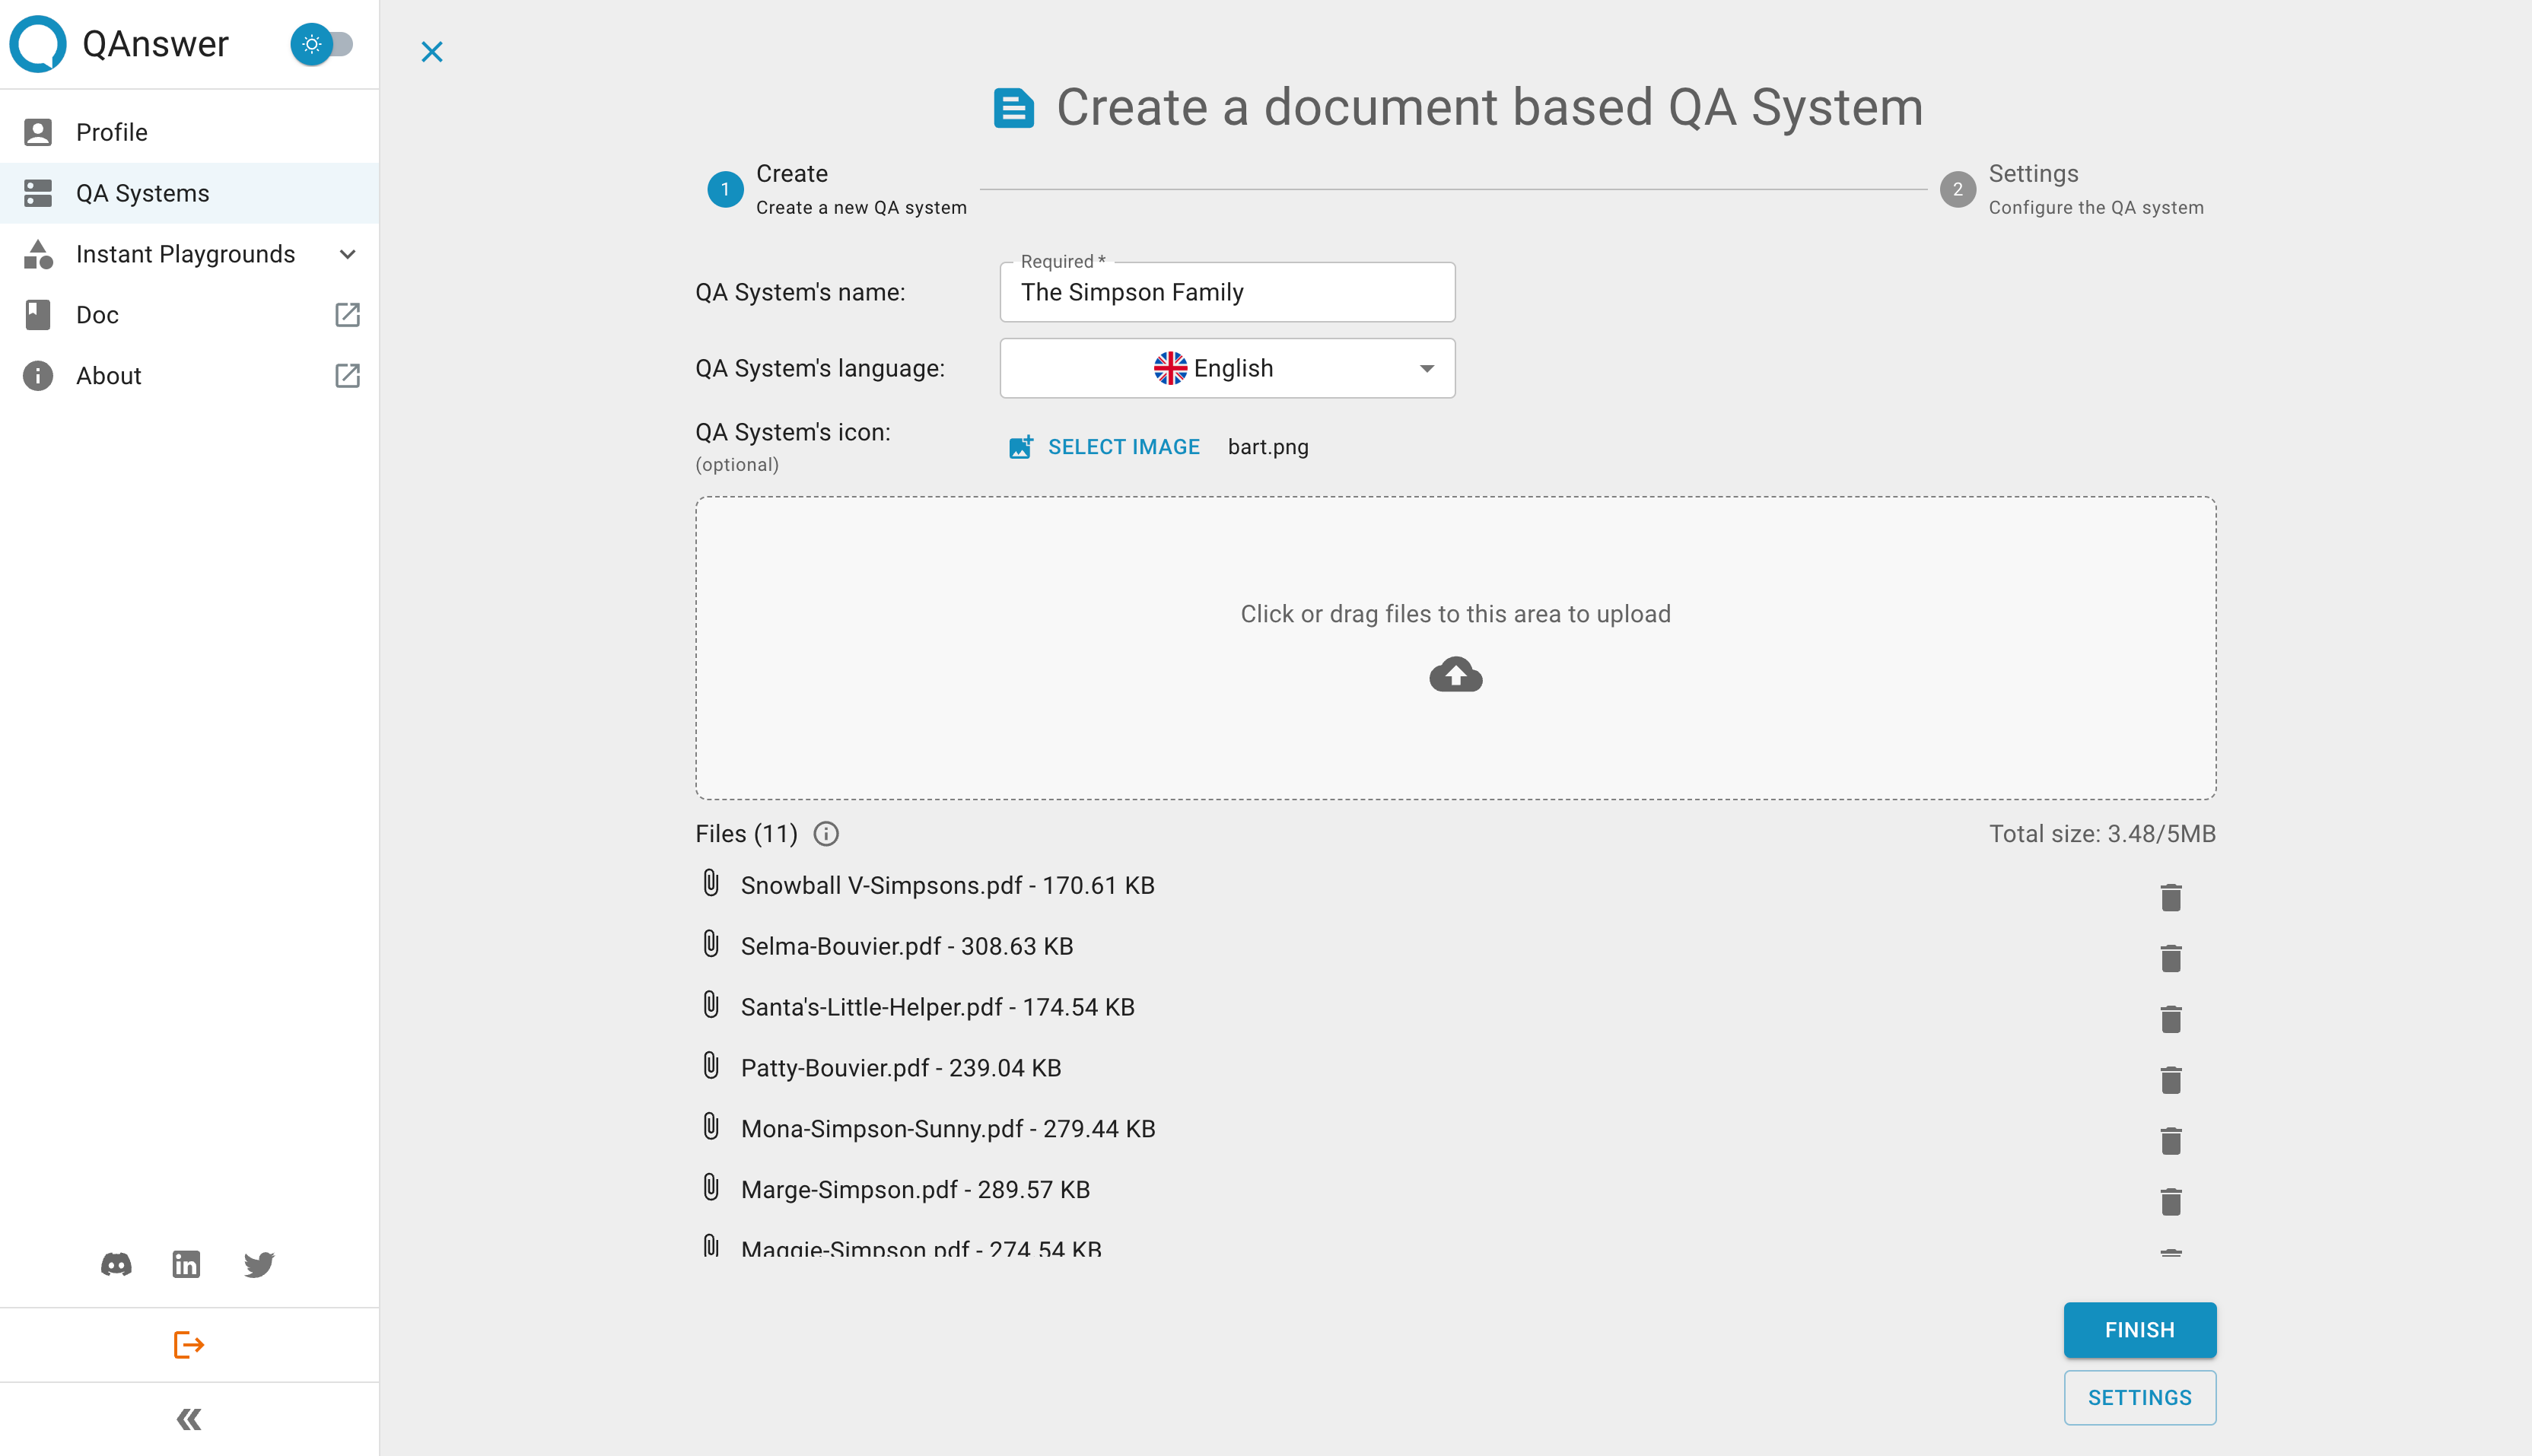 QAnswer
Profile
QA Systems
Instant Playgrounds
Doc
About
Create a document based QA System
1
Create
Create a new QA system
2
Settings
Configure the QA system
QA System's name:
Required *
The Simpson Family
QA System's language:
English
QA System's icon:
(optional)
SELECT IMAGE
bart.png
Click or drag files to this area to upload
Files (11)
Total size: 3.48/5MB
Snowball V-Simpsons.pdf - 170.61 KB
Selma-Bouvier.pdf - 308.63 KB
Santa's-Little-Helper.pdf - 174.54 KB
Patty-Bouvier.pdf - 239.04 KB
Mona-Simpson-Sunny.pdf - 279.44 KB
Marge-Simpson.pdf - 289.57 KB
Maggie-Simpson.pdf - 274.54 KB
FINISH
SETTINGS